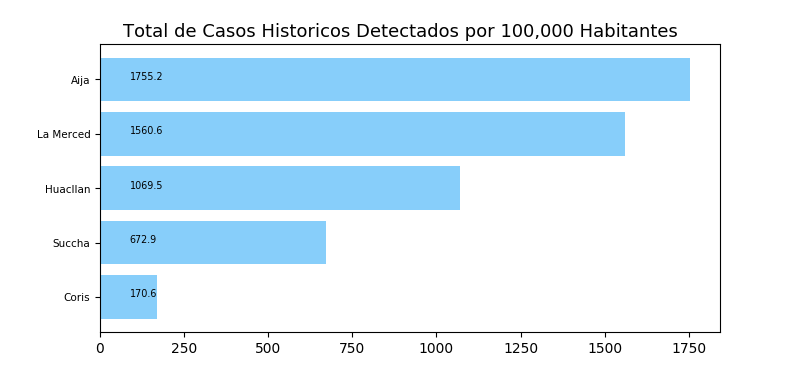 Total de Casos Historicos Detectados por 100,000 Habitantes
Aija 1755.2
La Merced 1560.6
Huacllan 1069.5
Succha 672.9
Coris 170.6
0 250 500 750 1000 1250 1500 1750